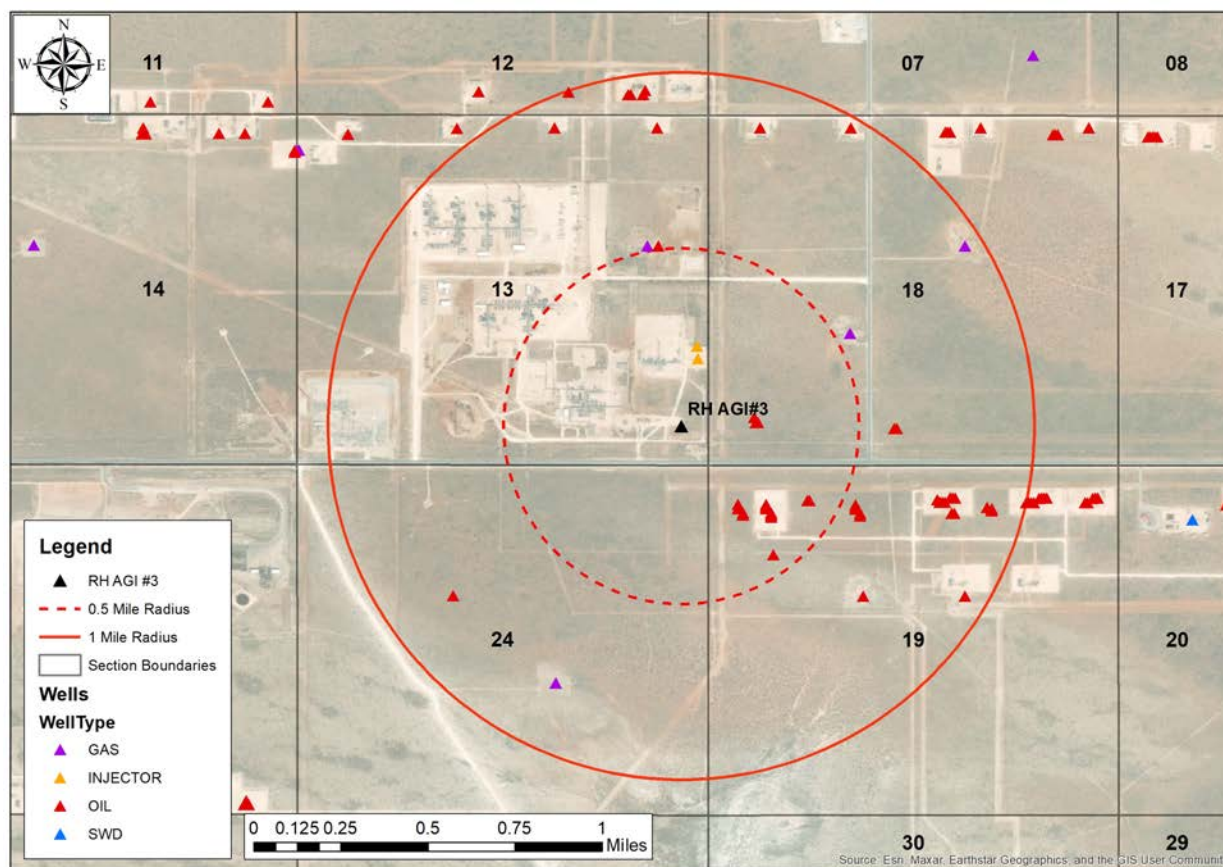 N
W E
S
11
12
07
08
14
13
18
17
RH AGI#3
24
19
20
30
29
Legend
RH AGI #3
0.5 Mile Radius
1 Mile Radius
Section Boundaries
Wells
WellType
GAS
INJECTOR
OIL
SWD
0 0.125 0.25 0.5 0.75 1
Miles
Source: Esri, Maxar, Earthstar Geographics, and the GIS User Communit